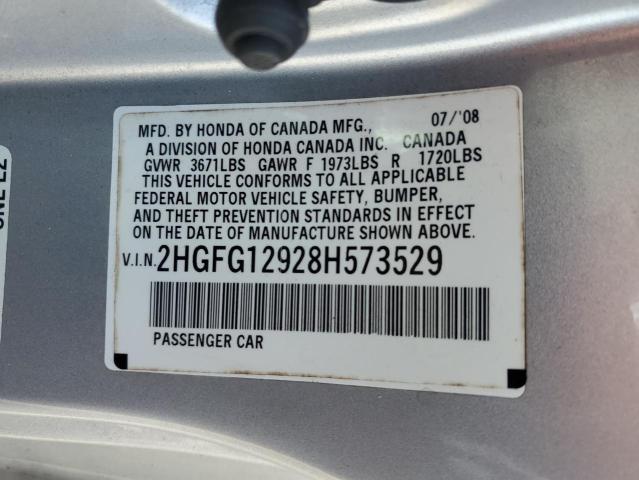 07/'08
MFD. BY HONDA OF CANADA MFG.,
A DIVISION OF HONDA CANADA INC. CANADA
GVWR 3671LBS GAWR F 1973LBS R 1720LBS
THIS VEHICLE CONFORMS TO ALL APPLICABLE
FEDERAL MOTOR VEHICLE SAFETY, BUMPER,
AND THEFT PREVENTION STANDARDS IN EFFECT
ON THE DATE OF MANUFACTURE SHOWN ABOVE.
V.I.N. 2HGFG12928H573529
PASSENGER CAR